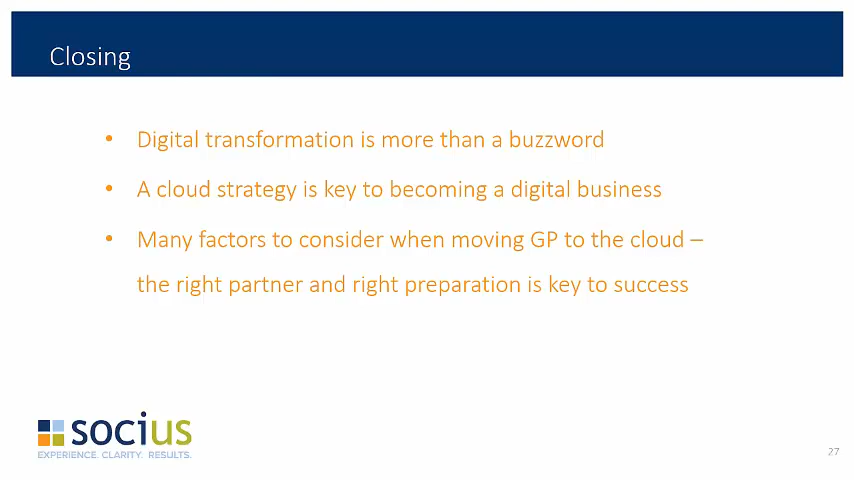 Closing
• Digital transformation is more than a buzzword
• A cloud strategy is key to becoming a digital business
• Many factors to consider when moving GP to the cloud –
the right partner and right preparation is key to success
socius
EXPERIENCE. CLARITY. RESULTS.
27